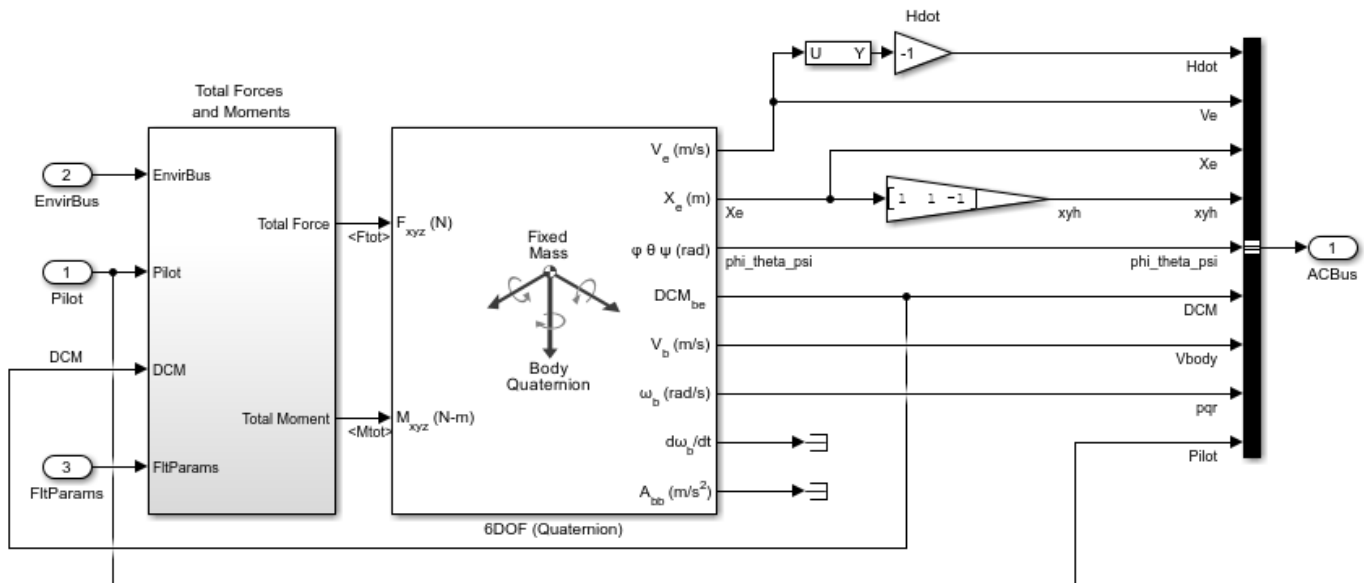 Hdot
U Y
-1
Hdot
Total Forces
and Moments
Ve
V_e (m/s)
2
EnvirBus
EnvirBus
Xe
X_e (m)
Xe
[1 1 -1]
xyh
xyh
Total Force
<Ftot>
F_xyz (N)
Fixed
Mass
φ θ ψ (rad)
phi_theta_psi
phi_theta_psi
1
ACBus
1
Pilot
Pilot
DCM_be
DCM
DCM
DCM
V_b (m/s)
Vbody
Body
Quaternion
ω_b (rad/s)
pqr
Total Moment
<Mtot>
M_xyz (N-m)
dω_b/dt
Pilot
3
FltParams
FltParams
A_bb (m/s²)
6DOF (Quaternion)